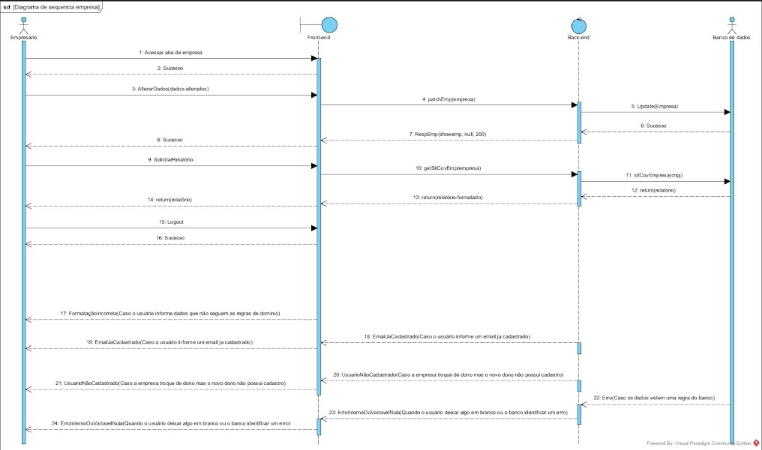 sd [Diagrama de sequencia empresa]
Empresário
Front-end
Back-end
Banco de dados
1: Acessar aba de empresa
2: Sucesso
3: AlterarDados(dados alterados)
4: patchEmp(empresa)
5: Update(Empresa)
6: Sucesso
7: RespEmp(showemp, null, 200)
8: Sucesso
9: SolicitarRelatório
10: getSitCovEmp(empresa)
11: sitCovEmpresa(cnpj)
12: return(relatório)
13: return(relatório-formatado)
14: return(relatório)
15: Logout
16: Sucesso
17: FormataçãoIncorreta(Caso o usuário informe dados que não seguem as regras de domínio)
18: EmailJaCadastrado(Caso o usuário informe um email ja cadastrado)
19: EmailJaCadastrado(Caso o usuário informe um email ja cadastrado)
20: UsuarioNãoCadastrado(Caso a empresa troque de dono mas o novo dono não possui cadastro)
21: UsuarioNãoCadastrado(Caso a empresa troque de dono mas o novo dono não possui cadastro)
22: Erro(Caso os dados violem uma regra do banco)
23: ErroInternoOuVariavelNula(Quando o usuário deixar algo em branco ou o banco identificar um erro)
24: ErroInternoOuVariavelNula(Quando o usuário deixar algo em branco ou o banco identificar um erro)
Powered By: Visual Paradigm Community Edition